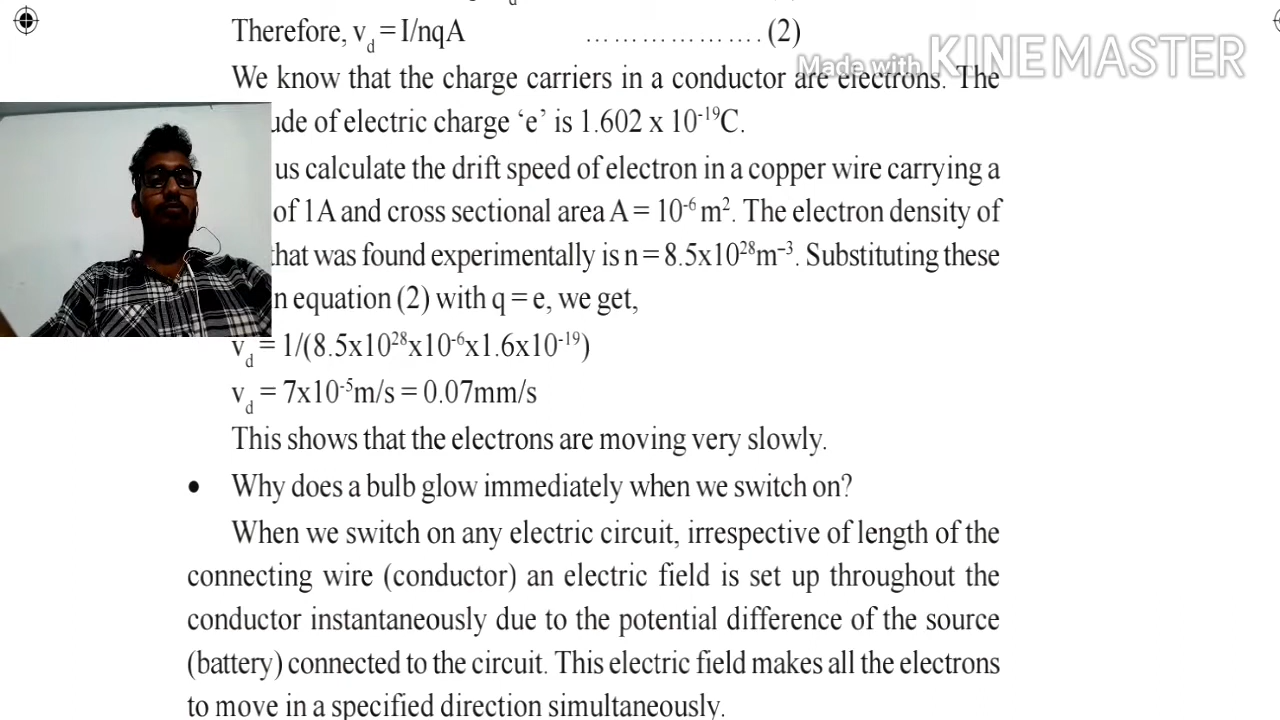 Therefore, v_d = I/nqA ……………….(2)
Made with KINEMASTER
We know that the charge carriers in a conductor are electrons. The
ude of electric charge ‘e’ is 1.602 x 10⁻¹⁹C.
us calculate the drift speed of electron in a copper wire carrying a
of 1A and cross sectional area A = 10⁻⁶ m². The electron density of
that was found experimentally is n = 8.5x10²⁸m⁻³. Substituting these
n equation (2) with q = e, we get,
v_d = 1/(8.5x10²⁸x10⁻⁶x1.6x10⁻¹⁹)
v_d = 7x10⁻⁵m/s = 0.07mm/s
This shows that the electrons are moving very slowly.
• Why does a bulb glow immediately when we switch on?
When we switch on any electric circuit, irrespective of length of the
connecting wire (conductor) an electric field is set up throughout the
conductor instantaneously due to the potential difference of the source
(battery) connected to the circuit. This electric field makes all the electrons
to move in a specified direction simultaneously.